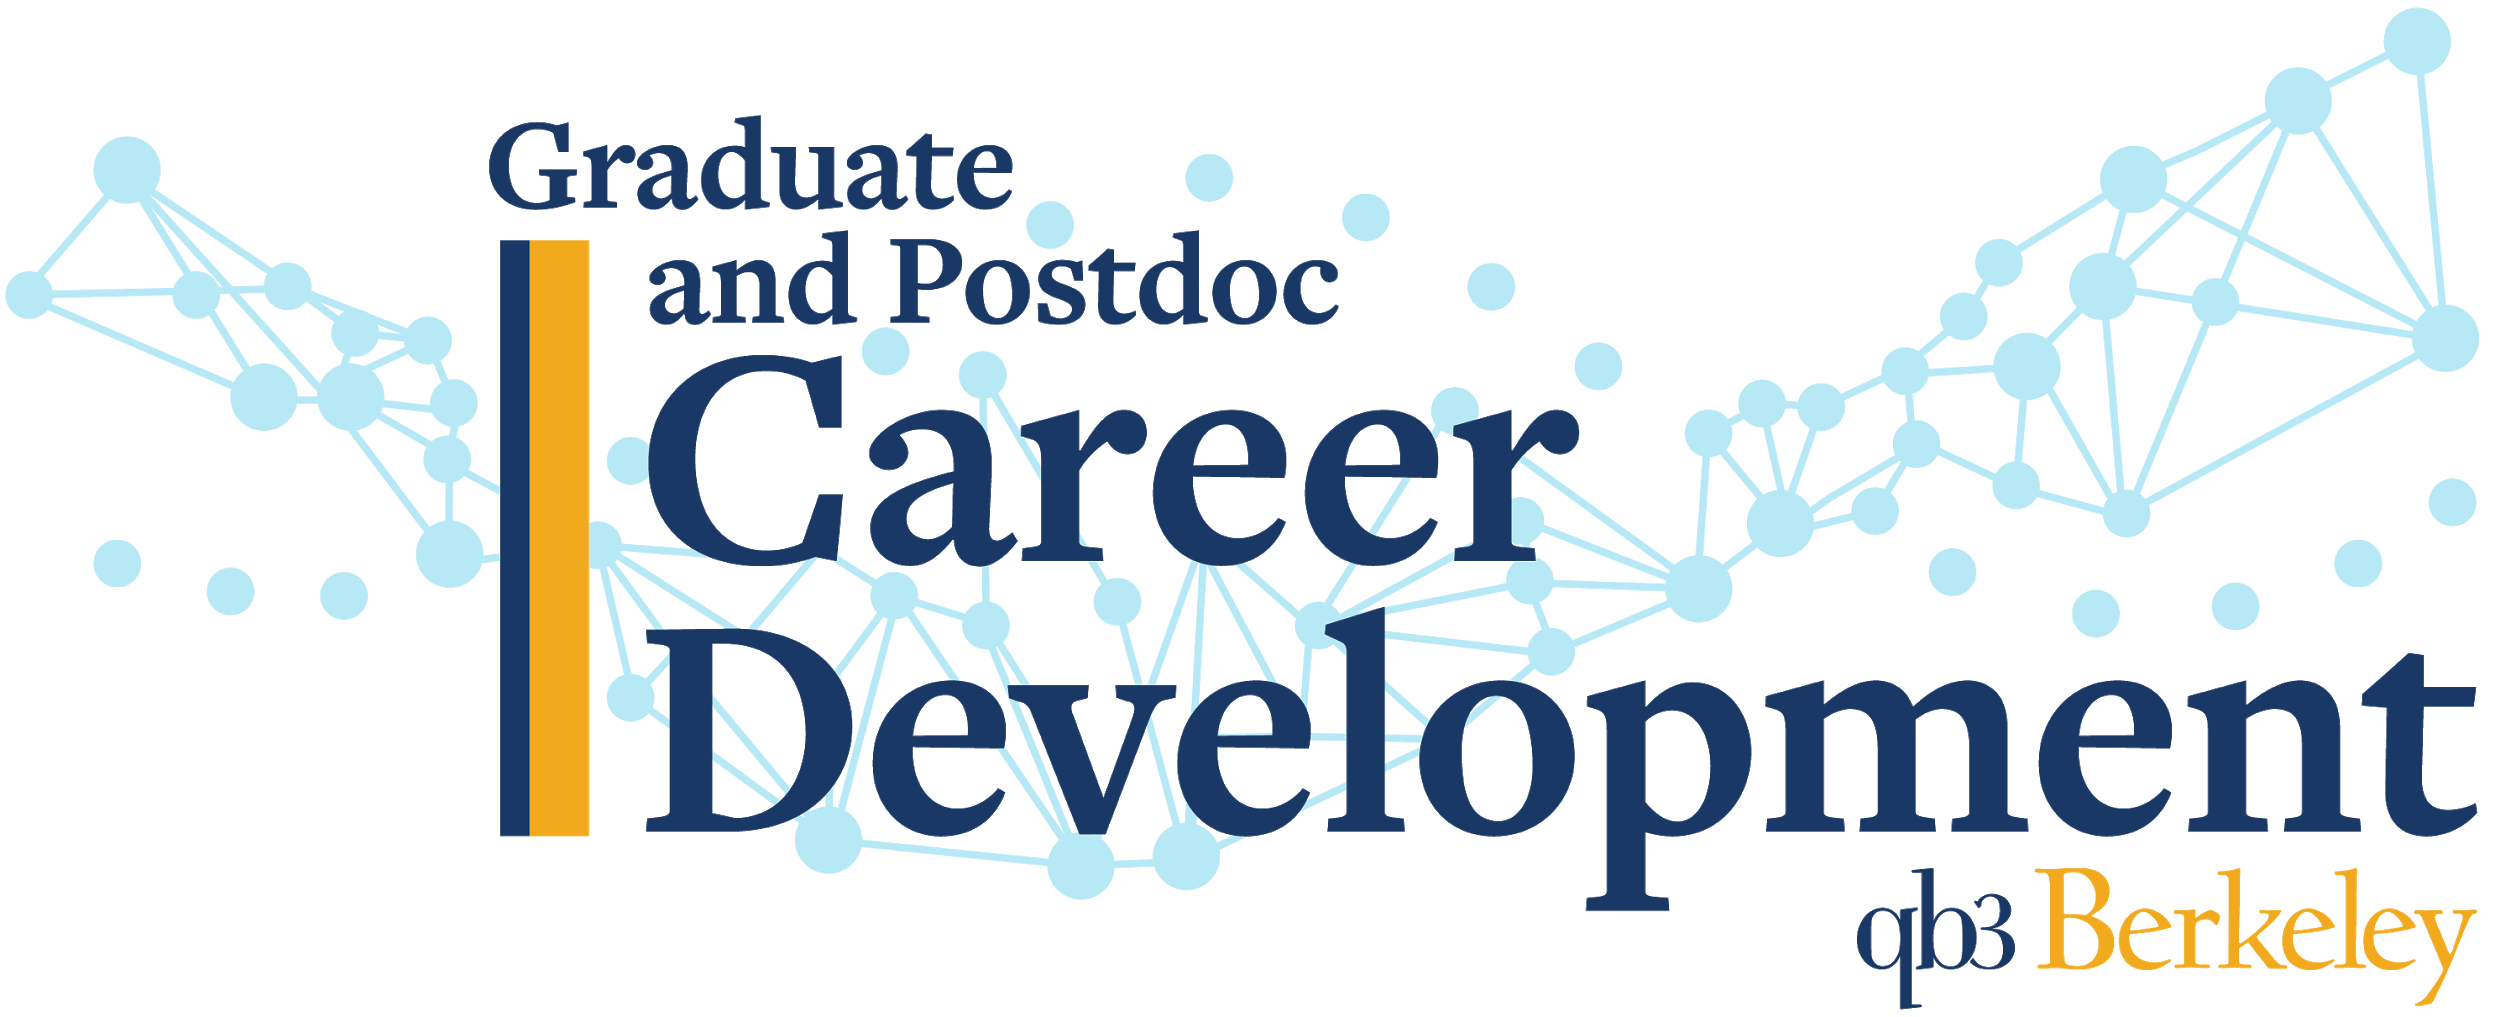 Graduate
and Postdoc
Career
Development
qb3 Berkeley